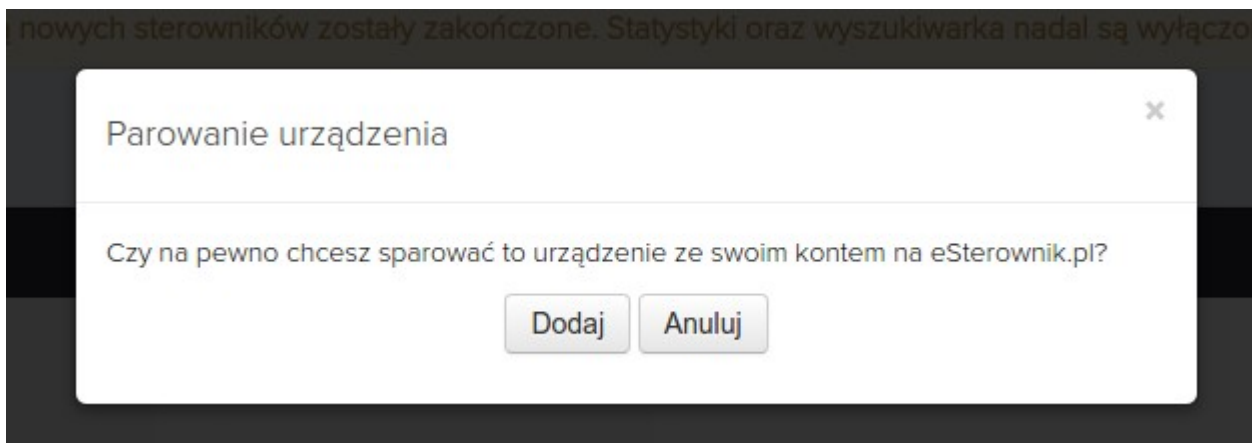 nowych sterowników zostały zakończone. Statystyki oraz wyszukiwarka nadal są
Parowanie urządzenia
×
Czy na pewno chcesz sparować to urządzenie ze swoim kontem na eSterownik.pl?
Dodaj Anuluj